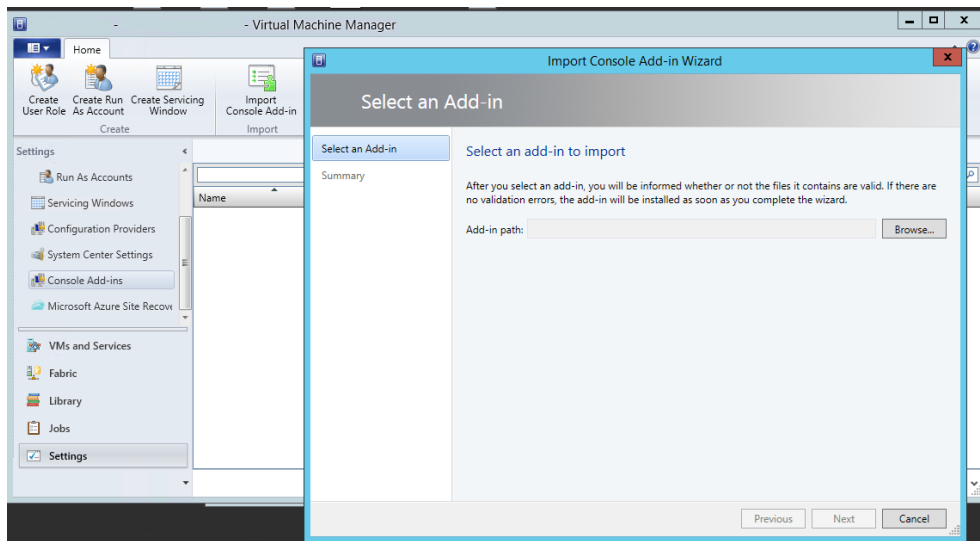 - - Virtual Machine Manager
Home
Create User Role
Create Run As Account
Create Servicing Window
Import Console Add-in
Create
Import
Settings
Run As Accounts
Servicing Windows
Configuration Providers
System Center Settings
Console Add-ins
Microsoft Azure Site Recove
VMs and Services
Fabric
Library
Jobs
Settings
Name
Import Console Add-in Wizard
Select an Add-in
Select an Add-in
Summary
Select an add-in to import
After you select an add-in, you will be informed whether or not the files it contains are valid. If there are
no validation errors, the add-in will be installed as soon as you complete the wizard.
Add-in path:
Browse...
Previous
Next
Cancel